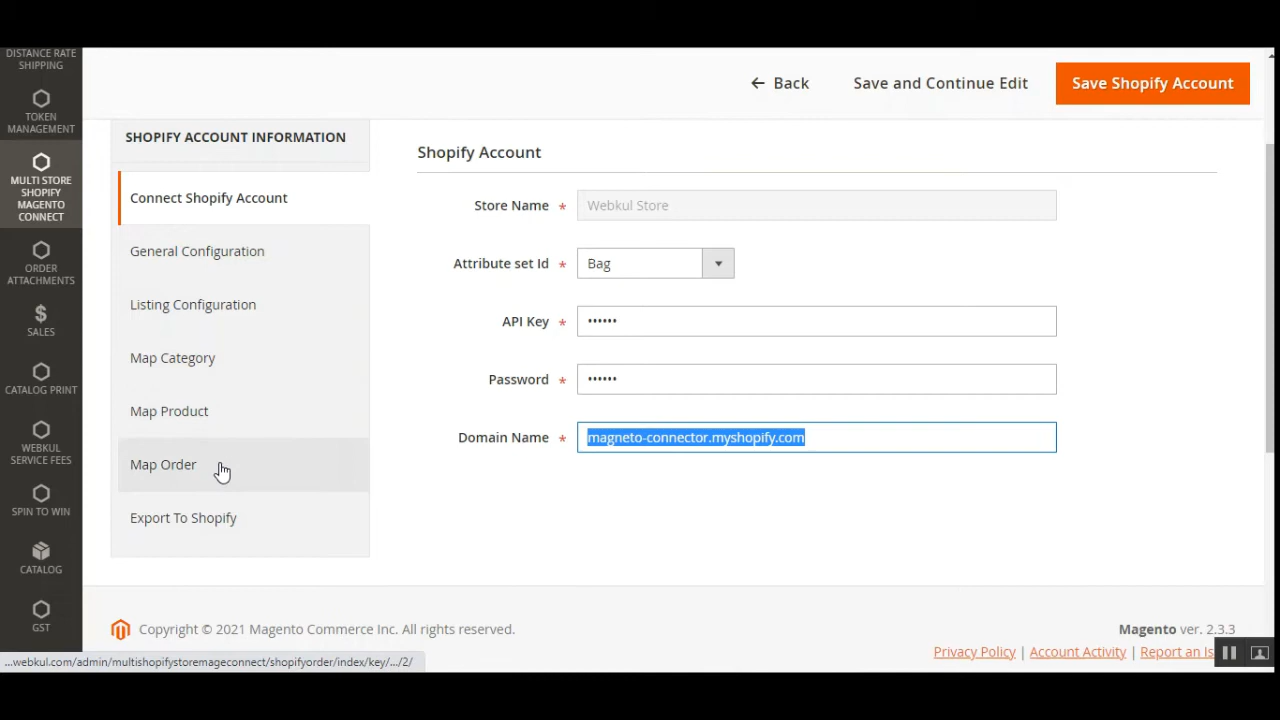 DISTANCE RATE
SHIPPING
TOKEN
MANAGEMENT
MULTI STORE
SHOPIFY
MAGENTO
CONNECT
ORDER
ATTACHMENTS
$
SALES
CATALOG PRINT
WEBKUL
SERVICE FEES
SPIN TO WIN
CATALOG
GST
← Back
Save and Continue Edit
Save Shopify Account
SHOPIFY ACCOUNT INFORMATION
Connect Shopify Account
General Configuration
Listing Configuration
Map Category
Map Product
Map Order
Export To Shopify
Shopify Account
Store Name * Webkul Store
Attribute set Id * Bag
API Key * ••••••
Password * ••••••
Domain Name * magneto-connector.myshopify.com
Copyright © 2021 Magento Commerce Inc. All rights reserved.
Magento ver. 2.3.3
Privacy Policy | Account Activity | Report an Is
...webkul.com/admin/multishopifystoremageconnect/shopifyorder/index/key/.../2/